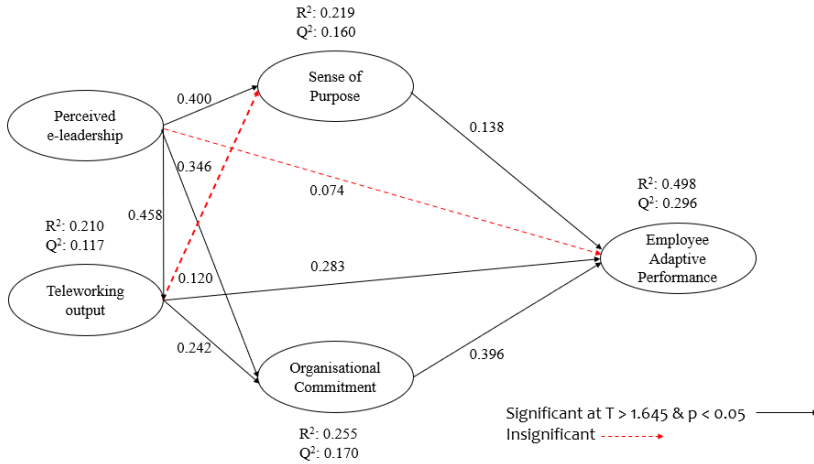 R²: 0.219
Q²: 0.160
Sense of
Purpose
Perceived
e-leadership
0.400
0.138
0.346
0.074
R²: 0.498
Q²: 0.296
0.458
R²: 0.210
Q²: 0.117
Employee
Adaptive
Performance
Teleworking
output
0.120
0.283
0.242
Organisational
Commitment
0.396
Significant at T > 1.645 & p < 0.05
Insignificant
R²: 0.255
Q²: 0.170